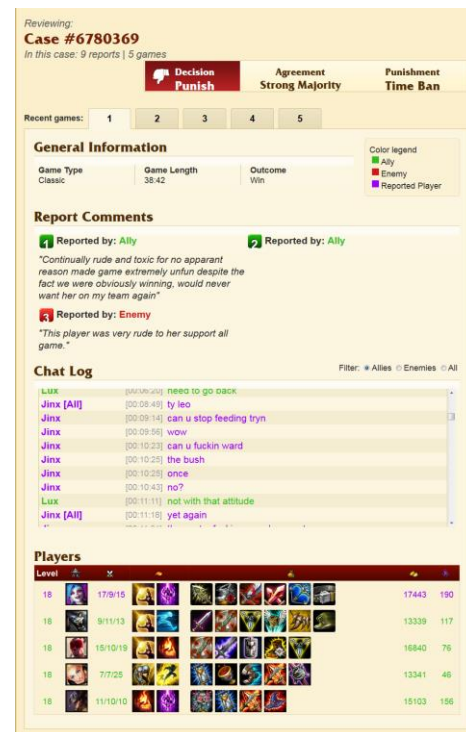 Reviewing:
Case #6780369
In this case: 9 reports | 5 games
Decision
Punish
Agreement
Strong Majority
Punishment
Time Ban
Recent games: 1 2 3 4 5
General Information
Game Type
Classic
Game Length
38:42
Outcome
Win
Color legend
Ally
Enemy
Reported Player
Report Comments
1 Reported by: Ally
"Continually rude and toxic for no apparant
reason made game extremely unfun despite the
fact we were obviously winning, would never
want her on my team again"
2 Reported by: Ally
3 Reported by: Enemy
"This player was very rude to her support all
game."
Chat Log
Filter: Allies Enemies All
Lux [00:06:20] need to go back
Jinx [All] [00:08:49] ty leo
Jinx [00:09:14] can u stop feeding tryn
Jinx [00:09:56] wow
Jinx [00:10:23] can u fuckin ward
Jinx [00:10:25] the bush
Jinx [00:10:28] once
Jinx [00:10:43] no?
Lux [00:11:11] not with that attitude
Jinx [All] [00:11:18] yet again
Players
Level
18 17/9/15 17443 190
18 9/11/13 13339 117
18 15/10/19 16840 76
18 7/7/25 13341 46
18 11/10/10 15103 156